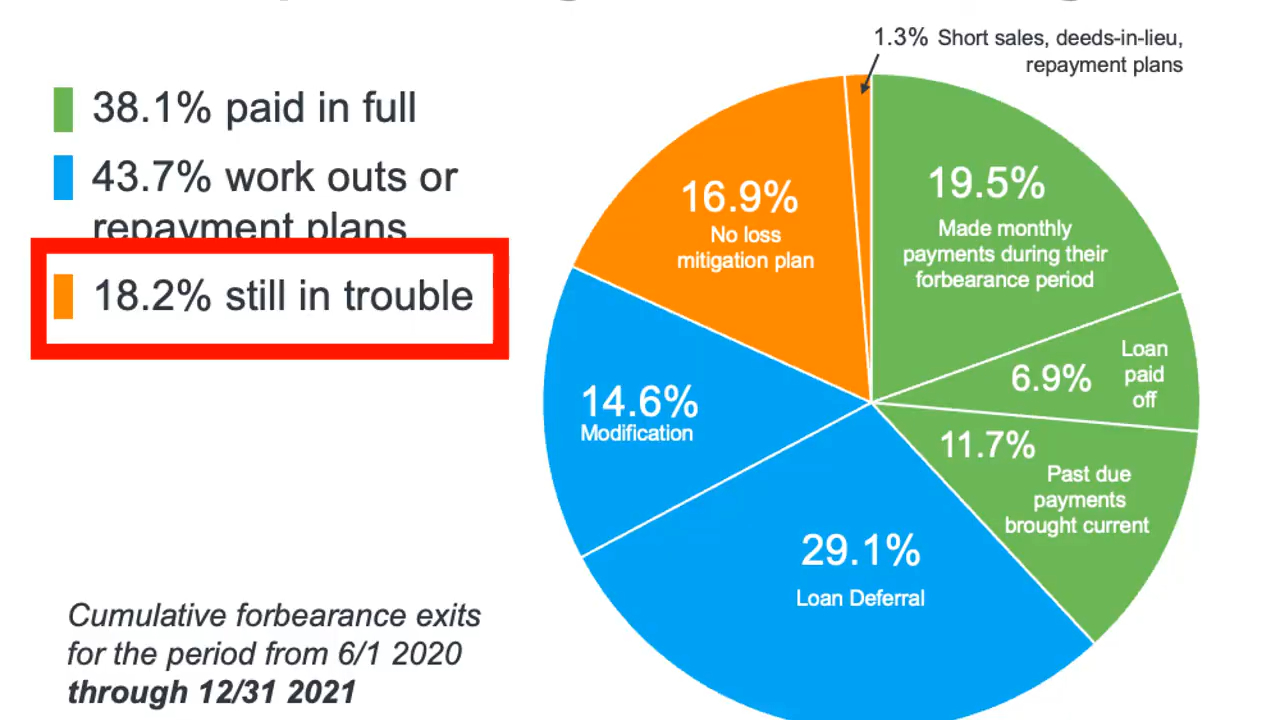 38.1% paid in full
43.7% work outs or
repayment plans
18.2% still in trouble
Cumulative forbearance exits
for the period from 6/1 2020
through 12/31 2021
1.3% Short sales, deeds-in-lieu,
repayment plans
16.9%
No loss
mitigation plan
19.5%
Made monthly
payments during their
forbearance period
6.9%
Loan
paid
off
11.7%
Past due
payments
brought current
14.6%
Modification
29.1%
Loan Deferral